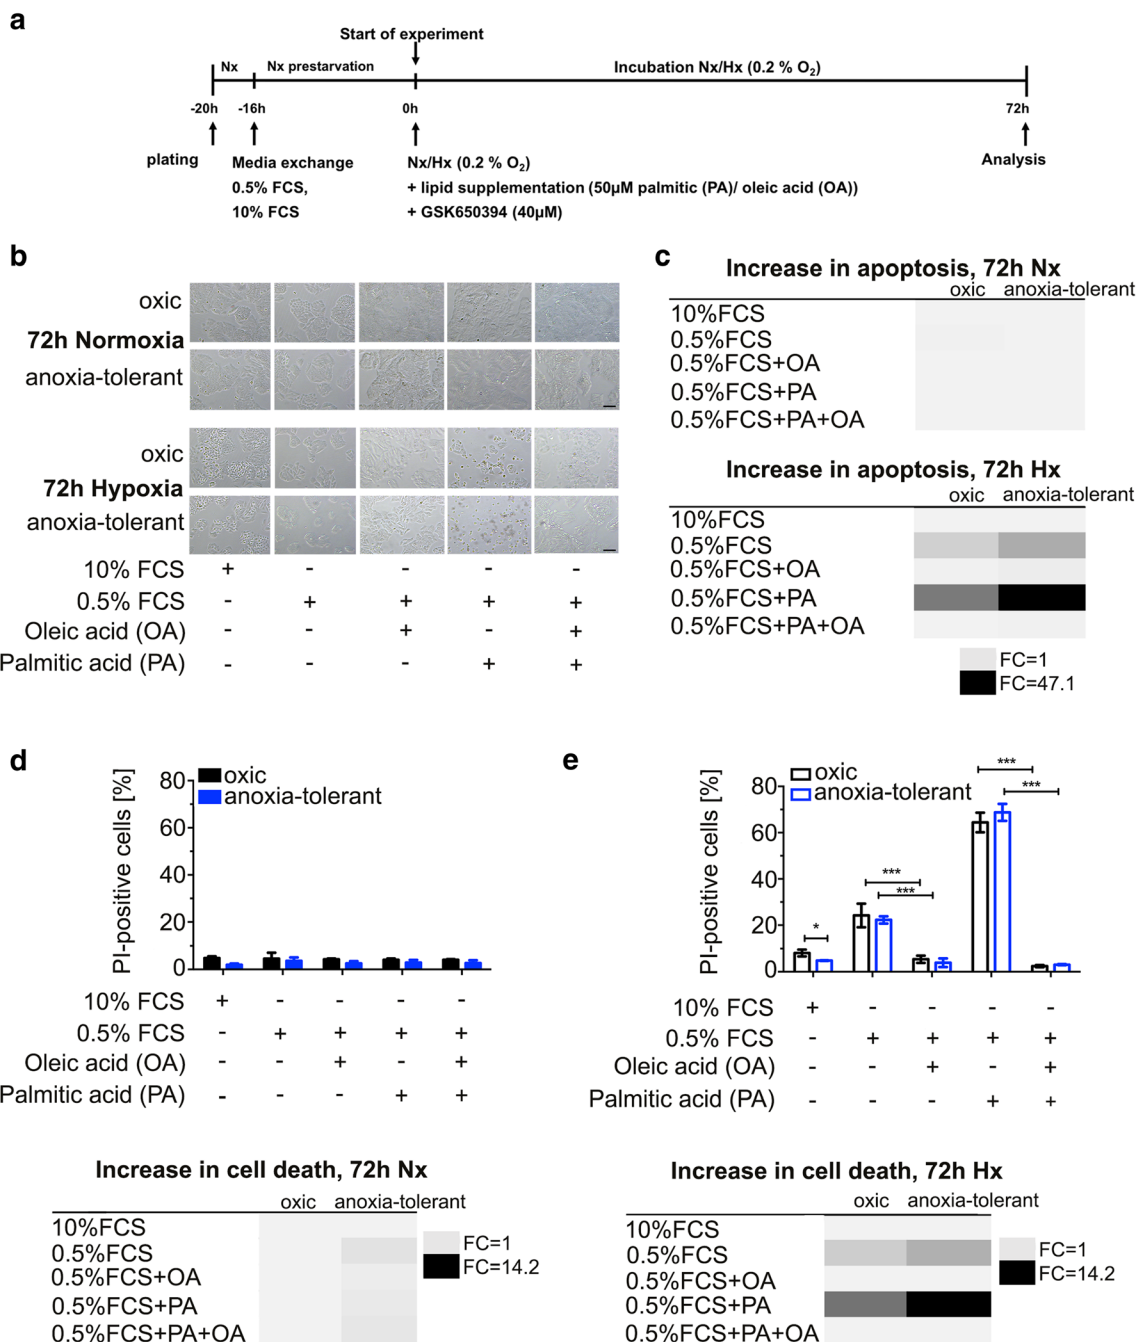 a
Start of experiment
Nx Nx prestarvation Incubation Nx/Hx (0.2 % O₂)
-20h -16h 0h 72h
plating Media exchange Nx/Hx (0.2 % O₂) Analysis
0.5% FCS, + lipid supplementation (50µM palmitic (PA)/ oleic acid (OA))
10% FCS + GSK650394 (40µM)
b
oxic
72h Normoxia
anoxia-tolerant
oxic
72h Hypoxia
anoxia-tolerant
10% FCS + - - - -
0.5% FCS - + + + +
Oleic acid (OA) - - + - +
Palmitic acid (PA) - - - + +
c
Increase in apoptosis, 72h Nx
oxic anoxia-tolerant
10%FCS
0.5%FCS
0.5%FCS+OA
0.5%FCS+PA
0.5%FCS+PA+OA
Increase in apoptosis, 72h Hx
oxic anoxia-tolerant
10%FCS
0.5%FCS
0.5%FCS+OA
0.5%FCS+PA
0.5%FCS+PA+OA
FC=1
FC=47.1
d
PI-positive cells [%]
80
60
40
20
0
oxic
anoxia-tolerant
10% FCS + - - - -
0.5% FCS - + + + +
Oleic acid (OA) - - + - +
Palmitic acid (PA) - - - + +
Increase in cell death, 72h Nx
oxic anoxia-tolerant
10%FCS
0.5%FCS
0.5%FCS+OA
0.5%FCS+PA
0.5%FCS+PA+OA
FC=1
FC=14.2
e
PI-positive cells [%]
80
60
40
20
0
oxic
anoxia-tolerant
*
***
***
***
***
10% FCS + - - - -
0.5% FCS - + + + +
Oleic acid (OA) - - + - +
Palmitic acid (PA) - - - + +
Increase in cell death, 72h Hx
oxic anoxia-tolerant
10%FCS
0.5%FCS
0.5%FCS+OA
0.5%FCS+PA
0.5%FCS+PA+OA
FC=1
FC=14.2